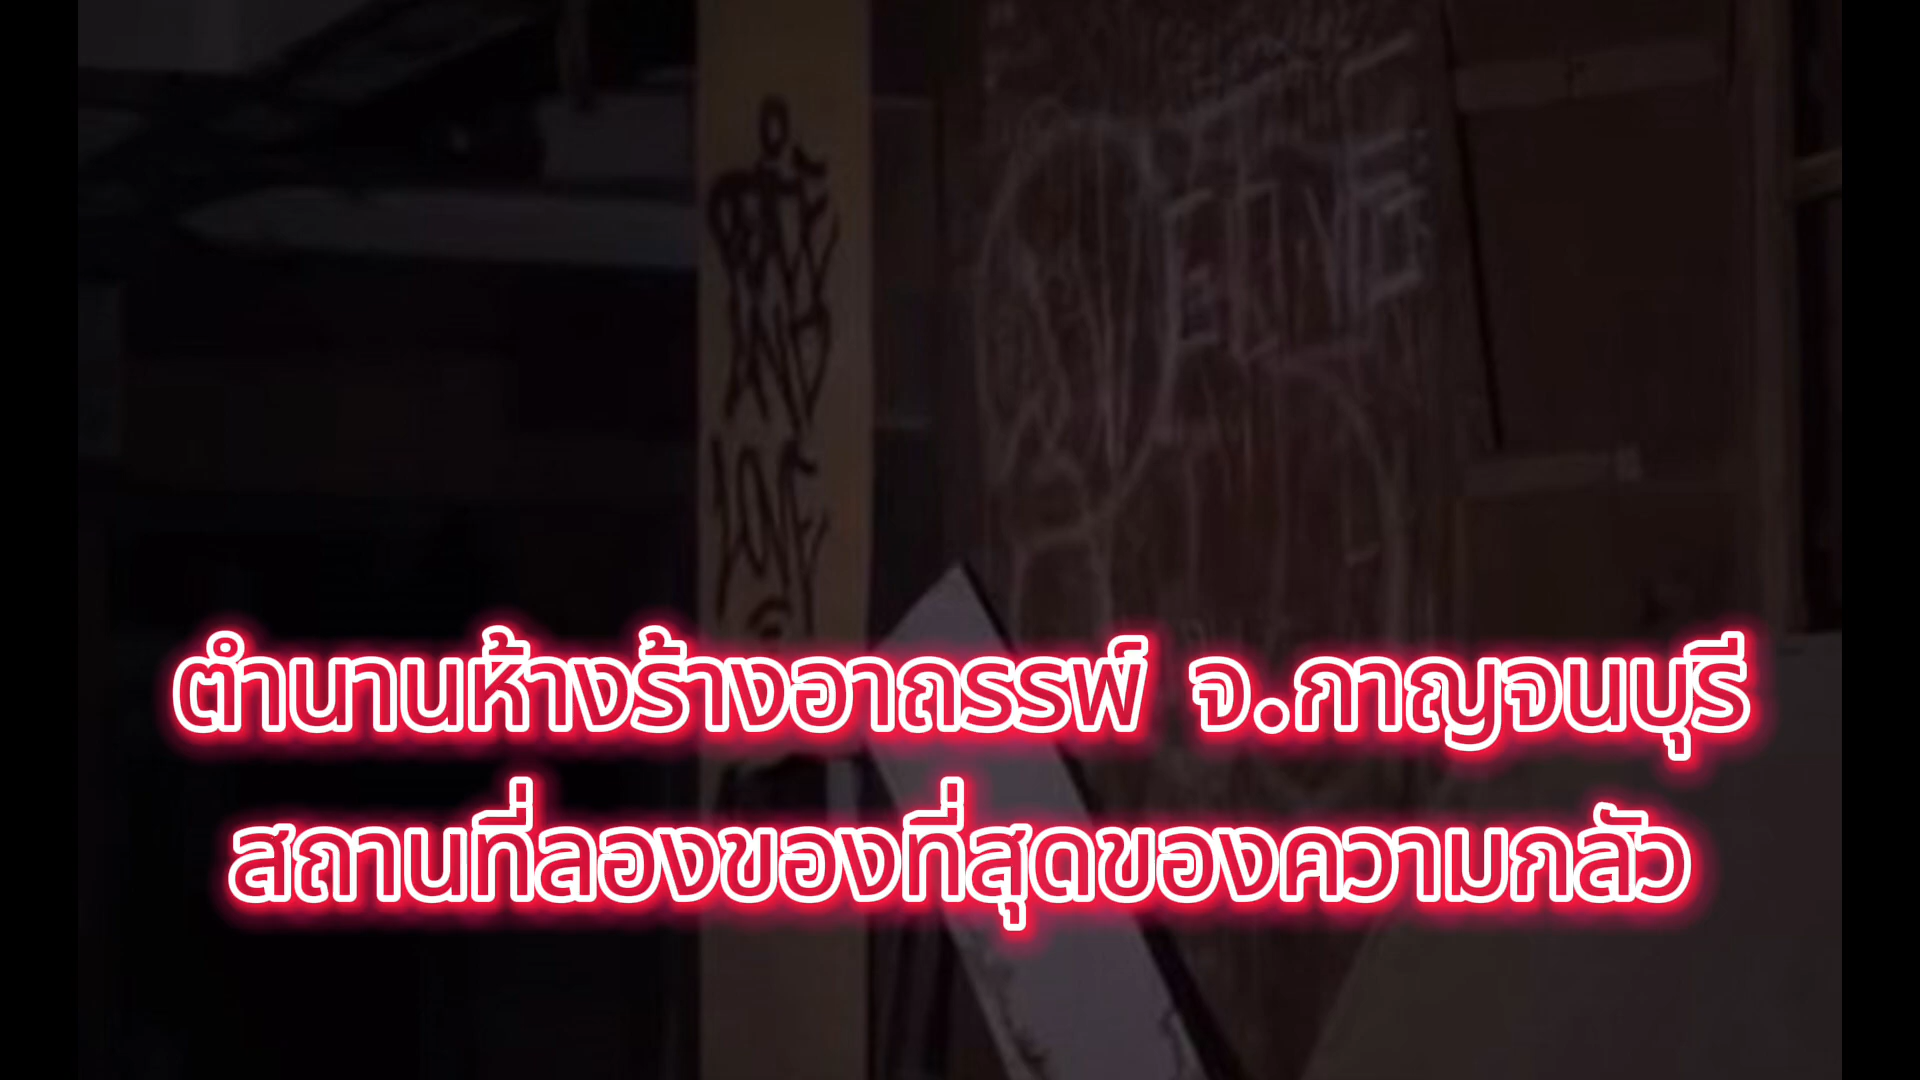 ตำนานห้างร้างอาถรรพ์ จ.กาญจนบุรี
สถานที่ลองของที่สุดของความกลัว